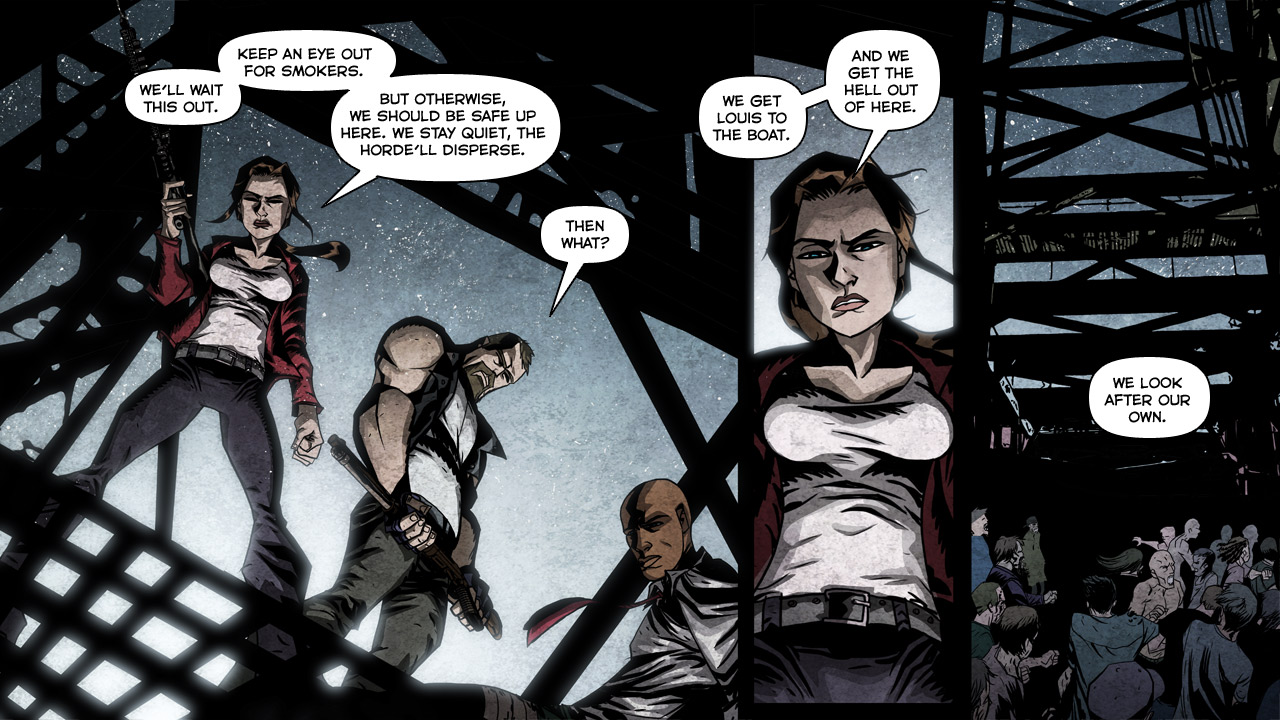 WE'LL WAIT
THIS OUT.
KEEP AN EYE OUT
FOR SMOKERS.
BUT OTHERWISE,
WE SHOULD BE SAFE UP
HERE. WE STAY QUIET, THE
HORDE'LL DISPERSE.
THEN
WHAT?
WE GET
LOUIS TO
THE BOAT.
AND WE
GET THE
HELL OUT
OF HERE.
WE LOOK
AFTER OUR
OWN.